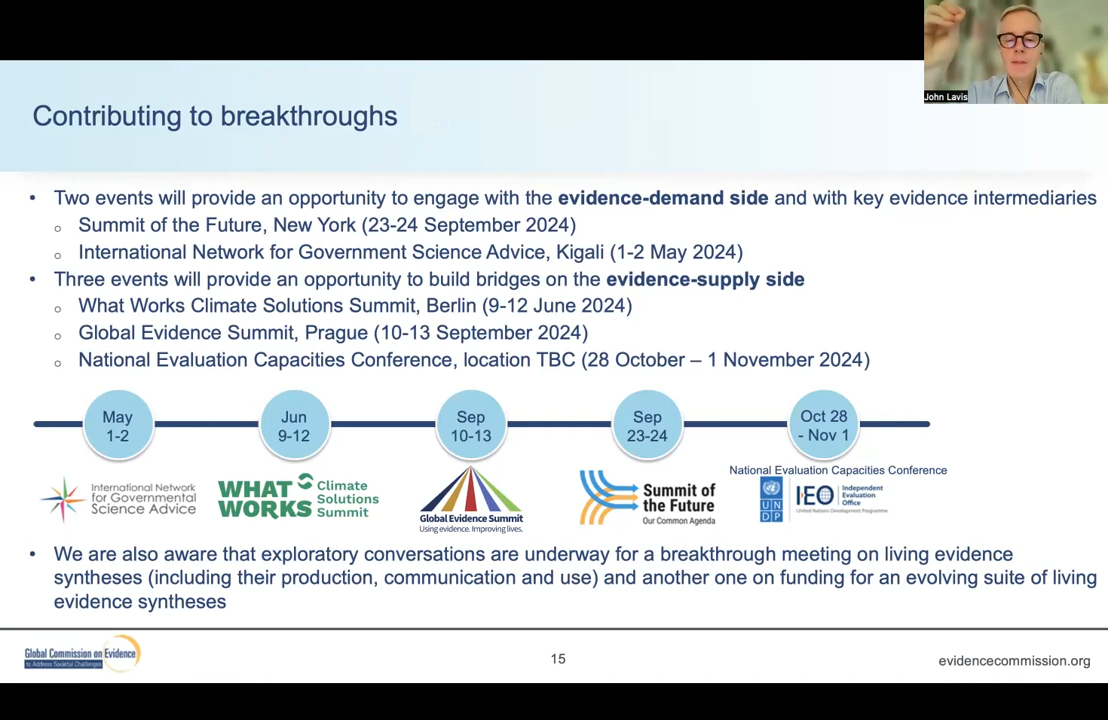 John Lavis
Contributing to breakthroughs
• Two events will provide an opportunity to engage with the evidence-demand side and with key evidence intermediaries
o Summit of the Future, New York (23-24 September 2024)
o International Network for Government Science Advice, Kigali (1-2 May 2024)
• Three events will provide an opportunity to build bridges on the evidence-supply side
o What Works Climate Solutions Summit, Berlin (9-12 June 2024)
o Global Evidence Summit, Prague (10-13 September 2024)
o National Evaluation Capacities Conference, location TBC (28 October – 1 November 2024)
May
1-2
Jun
9-12
Sep
10-13
Sep
23-24
Oct 28
- Nov 1
International Network
for Governmental
Science Advice
WHAT
WORKS
Climate
Solutions
Summit
Global Evidence Summit
Using evidence. Improving lives.
Summit of
the Future
Our Common Agenda
National Evaluation Capacities Conference
U N
D P
IEO
Independent
Evaluation
Office
United Nations Development Programme
• We are also aware that exploratory conversations are underway for a breakthrough meeting on living evidence
syntheses (including their production, communication and use) and another one on funding for an evolving suite of living
evidence syntheses
Global Commission on Evidence
to Address Societal Challenges
15
evidencecommission.org